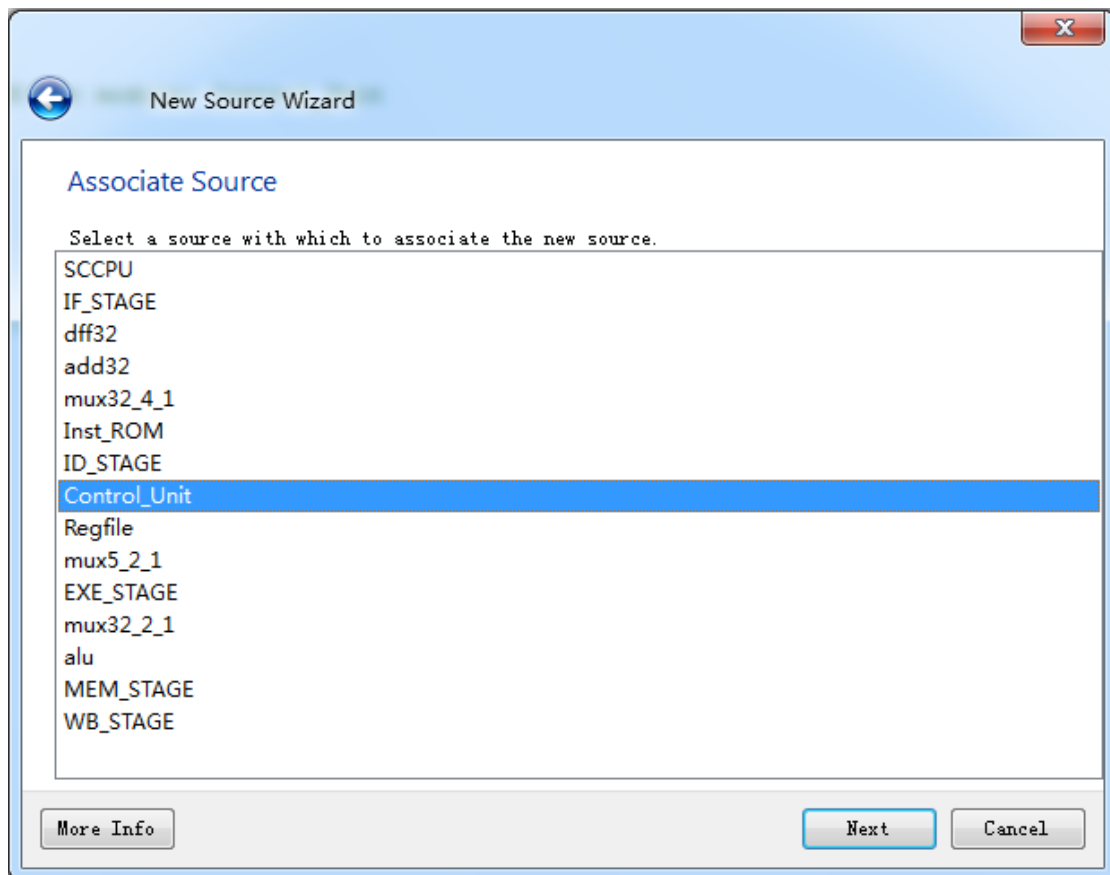 New Source Wizard
Associate Source
Select a source with which to associate the new source.
SCCPU
IF_STAGE
dff32
add32
mux32_4_1
Inst_ROM
ID_STAGE
Control_Unit
Regfile
mux5_2_1
EXE_STAGE
mux32_2_1
alu
MEM_STAGE
WB_STAGE
More Info
Next
Cancel